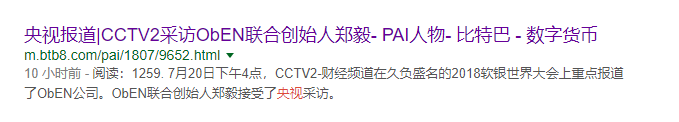 央视报道|CCTV2采访ObEN联合创始人郑毅- PAI人物- 比特巴 - 数字货币
m.btb8.com/pai/1807/9652.html
10 小时前 - 阅读：1259. 7月20日下午4点，CCTV2-财经频道在久负盛名的2018软银世界大会上重点报道
了ObEN公司。ObEN联合创始人郑毅接受了央视采访。